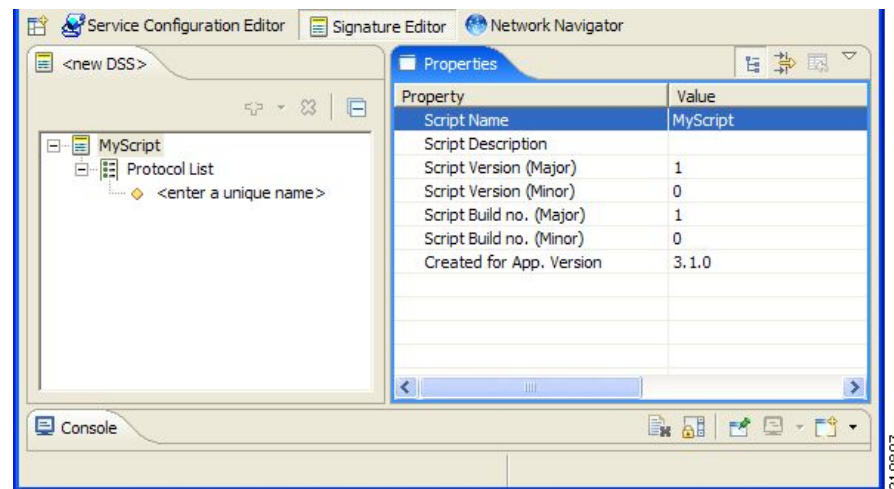 Service Configuration Editor Signature Editor Network Navigator
<new DSS>
MyScript
Protocol List
<enter a unique name>
Properties
Property Value
Script Name MyScript
Script Description
Script Version (Major) 1
Script Version (Minor) 0
Script Build no. (Major) 1
Script Build no. (Minor) 0
Created for App. Version 3.1.0
Console